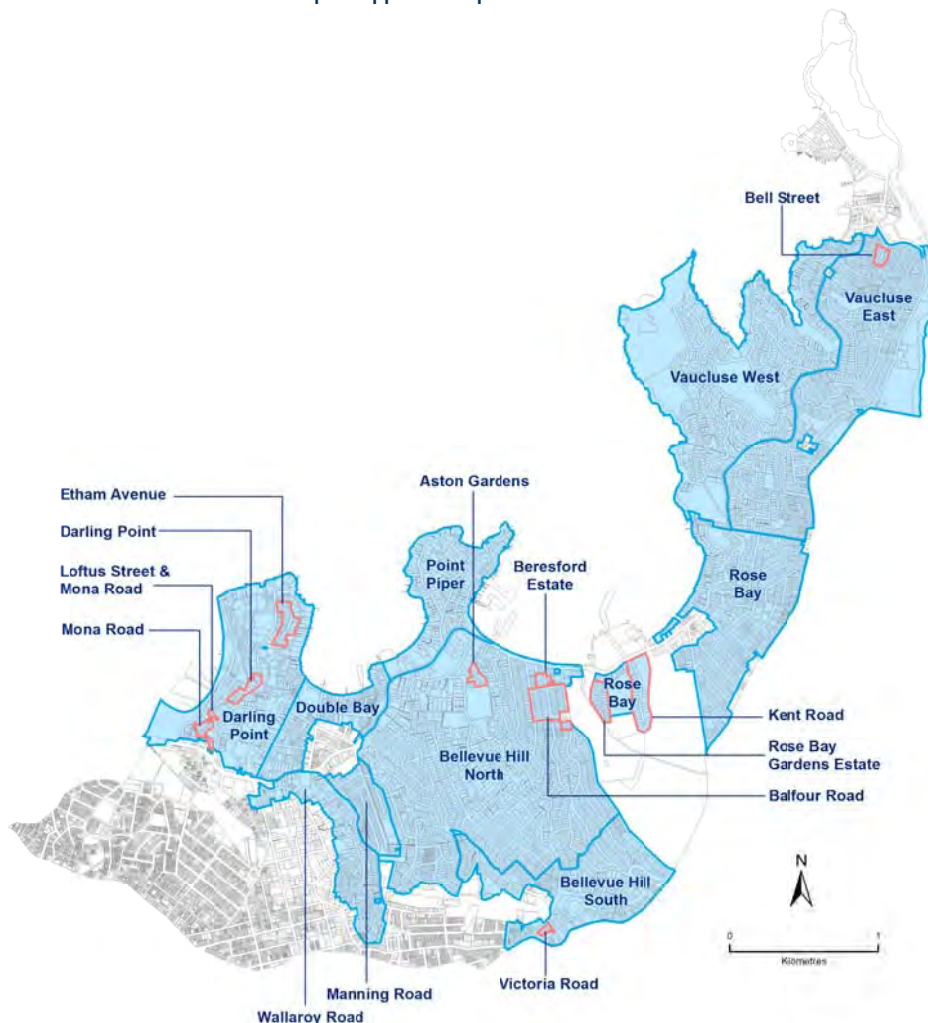 Bell Street
Vaucluse
East
Vaucluse West
Etham Avenue
Aston Gardens
Darling Point
Point
Piper
Beresford
Estate
Rose
Bay
Loftus Street &
Mona Road
Mona Road
Rose
Bay
Double Bay
Darling
Point
Kent Road
Bellevue Hill
North
Rose Bay
Gardens Estate
Balfour Road
N
Bellevue Hill
South
0 1
Kilometres
Victoria Road
Manning Road
Wallaroy Road